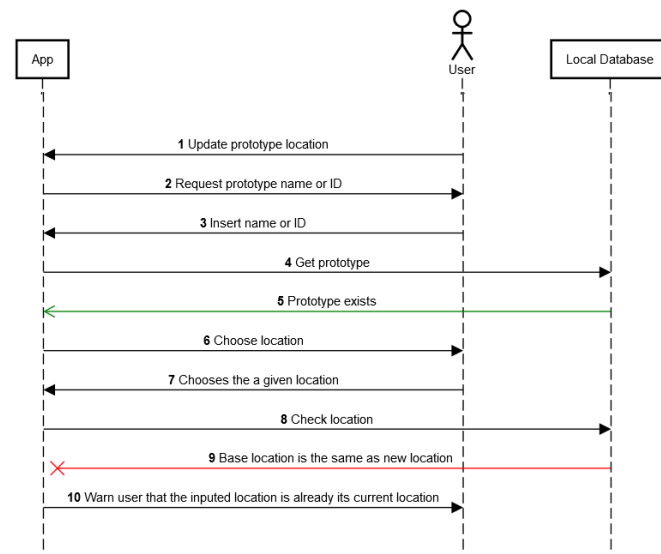 App
User
Local Database
1 Update prototype location
2 Request prototype name or ID
3 Insert name or ID
4 Get prototype
5 Prototype exists
6 Choose location
7 Chooses the a given location
8 Check location
9 Base location is the same as new location
10 Warn user that the inputed location is already its current location